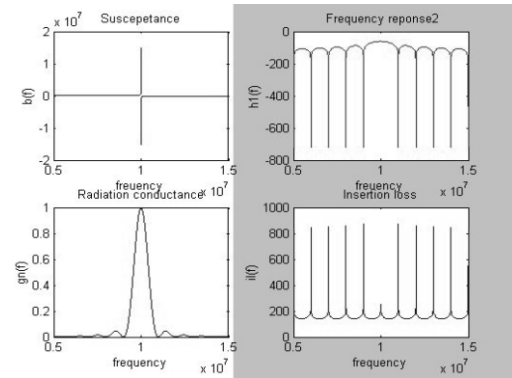 Suscepetance
x 10^7
2
1
0
-1
-2
b(f)
0.5 1 1.5
freuency
x 10^7
Frequency reponse2
0
-200
-400
-600
-800
h1(f)
0.5 1 1.5
freuency
x 10^7
Radiation conductance
1
0.8
0.6
0.4
0.2
0
gn(f)
0.5 1 1.5
frequency
x 10^7
Insertion loss
1000
800
600
400
200
0
il(f)
0.5 1 1.5
frequency
x 10^7